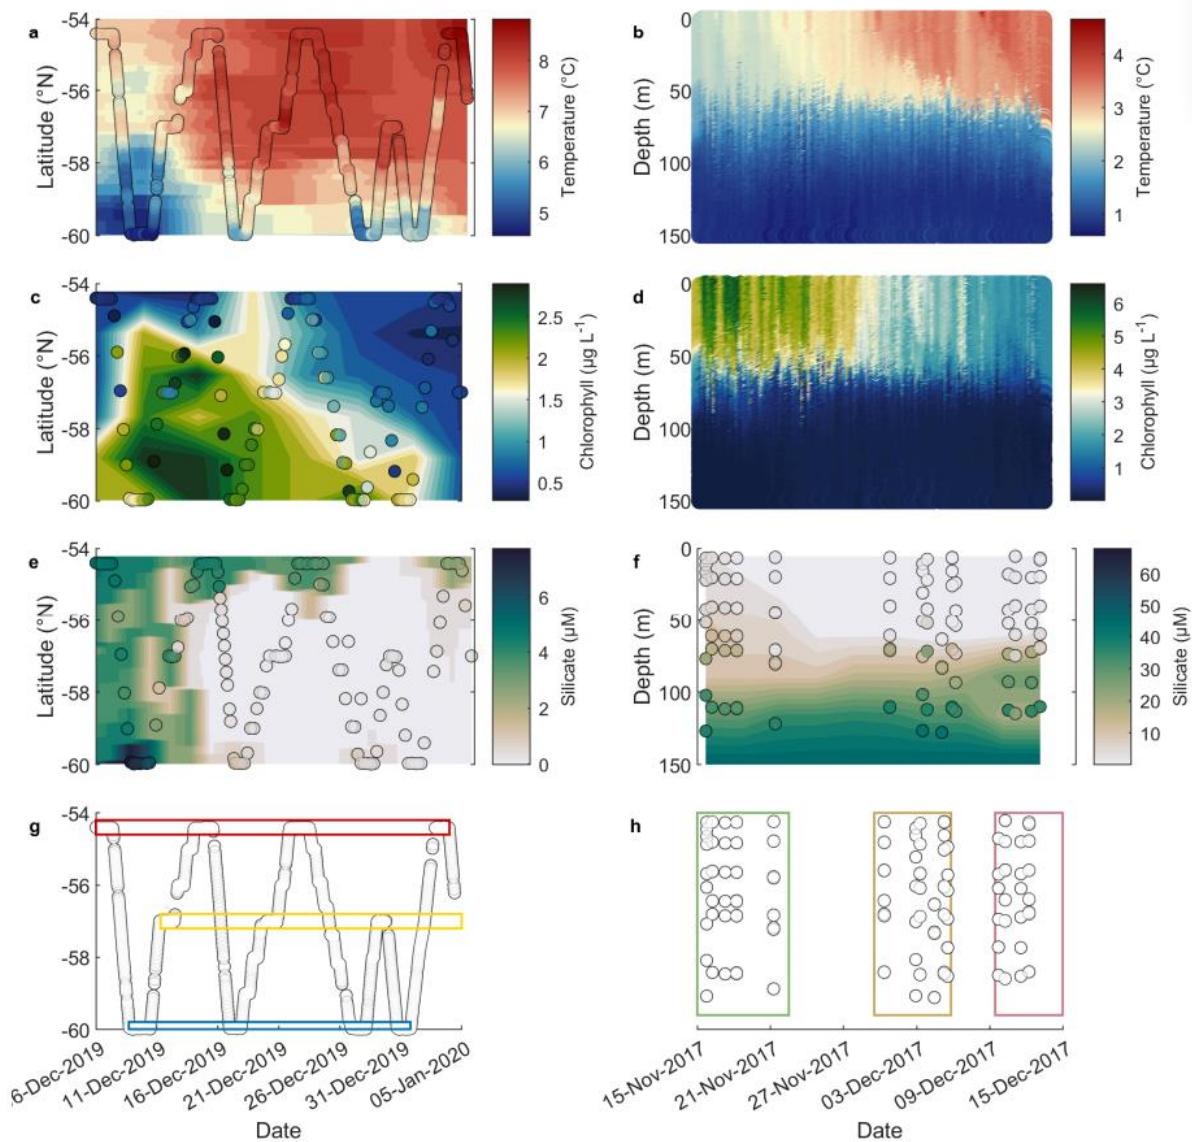 a
-54
-56
-58
-60
Latitude (°N)
8
7
6
5
Temperature (°C)
b
0
50
100
150
Depth (m)
4
3
2
1
Temperature (°C)
c
-54
-56
-58
-60
Latitude (°N)
2.5
2
1.5
1
0.5
Chlorophyll (µg L-1)
d
0
50
100
150
Depth (m)
6
5
4
3
2
1
Chlorophyll (µg L-1)
e
-54
-56
-58
-60
Latitude (°N)
6
4
2
0
Silicate (µM)
f
0
50
100
150
Depth (m)
60
50
40
30
20
10
Silicate (µM)
g
-54
-56
-58
-60
6-Dec-2019
11-Dec-2019
16-Dec-2019
21-Dec-2019
26-Dec-2019
31-Dec-2019
05-Jan-2020
Date
h
15-Nov-2017
21-Nov-2017
27-Nov-2017
03-Dec-2017
09-Dec-2017
15-Dec-2017
Date